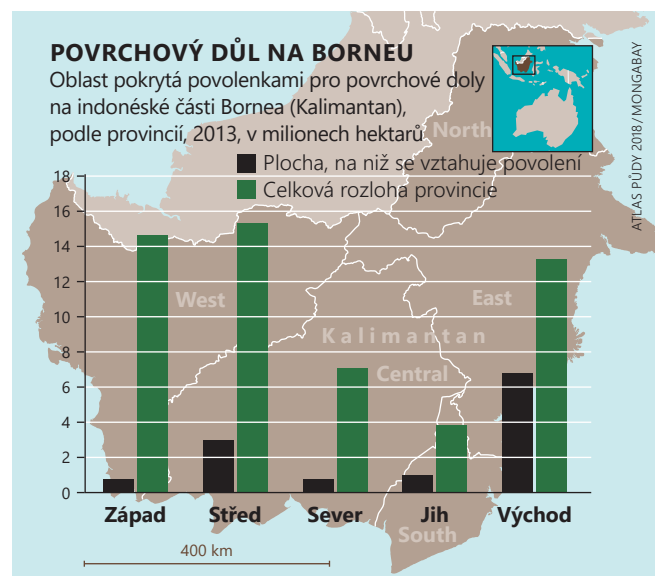 POVRCHOVÝ DŮL NA BORNEU
Oblast pokrytá povolenkami pro povrchové doly
na indonéské části Bornea (Kalimantan),
podle provincií, 2013, v milionech hektarů
ATLAS PŮDY 2018/MONGABAY
North
Plocha, na niž se vztahuje povolení
Celková rozloha provincie
18
16
14
12
10
8
6
4
2
0
West
East
Kalimantan
Central
South
Západ
Střed
Sever
Jih
Východ
400 km